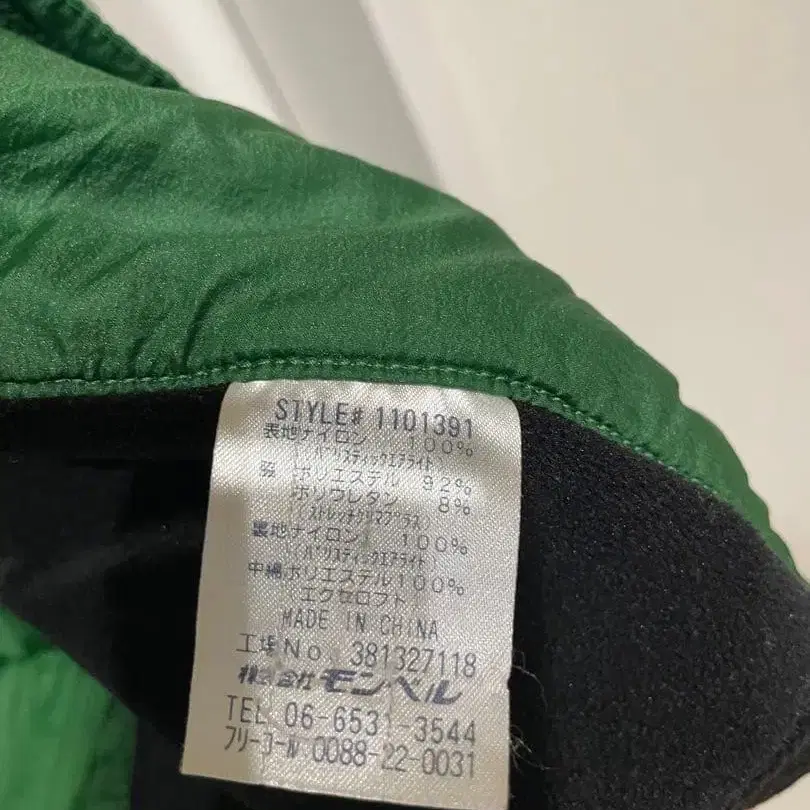 STYLE# 1101391
表地ナイロン 100%
(バリスティックエアライト)
脇 ポリエステル 92%
ポリウレタン 8%
(ストレッチクリマプラス)
裏地ナイロン 100%
(バリスティックエアライト)
中綿ポリエステル100%
(エクセロフト)
MADE IN CHINA
工場No. 381327118
株式会社 モンベル
TEL 06-6531-3544
フリーコール 0088-22-0031